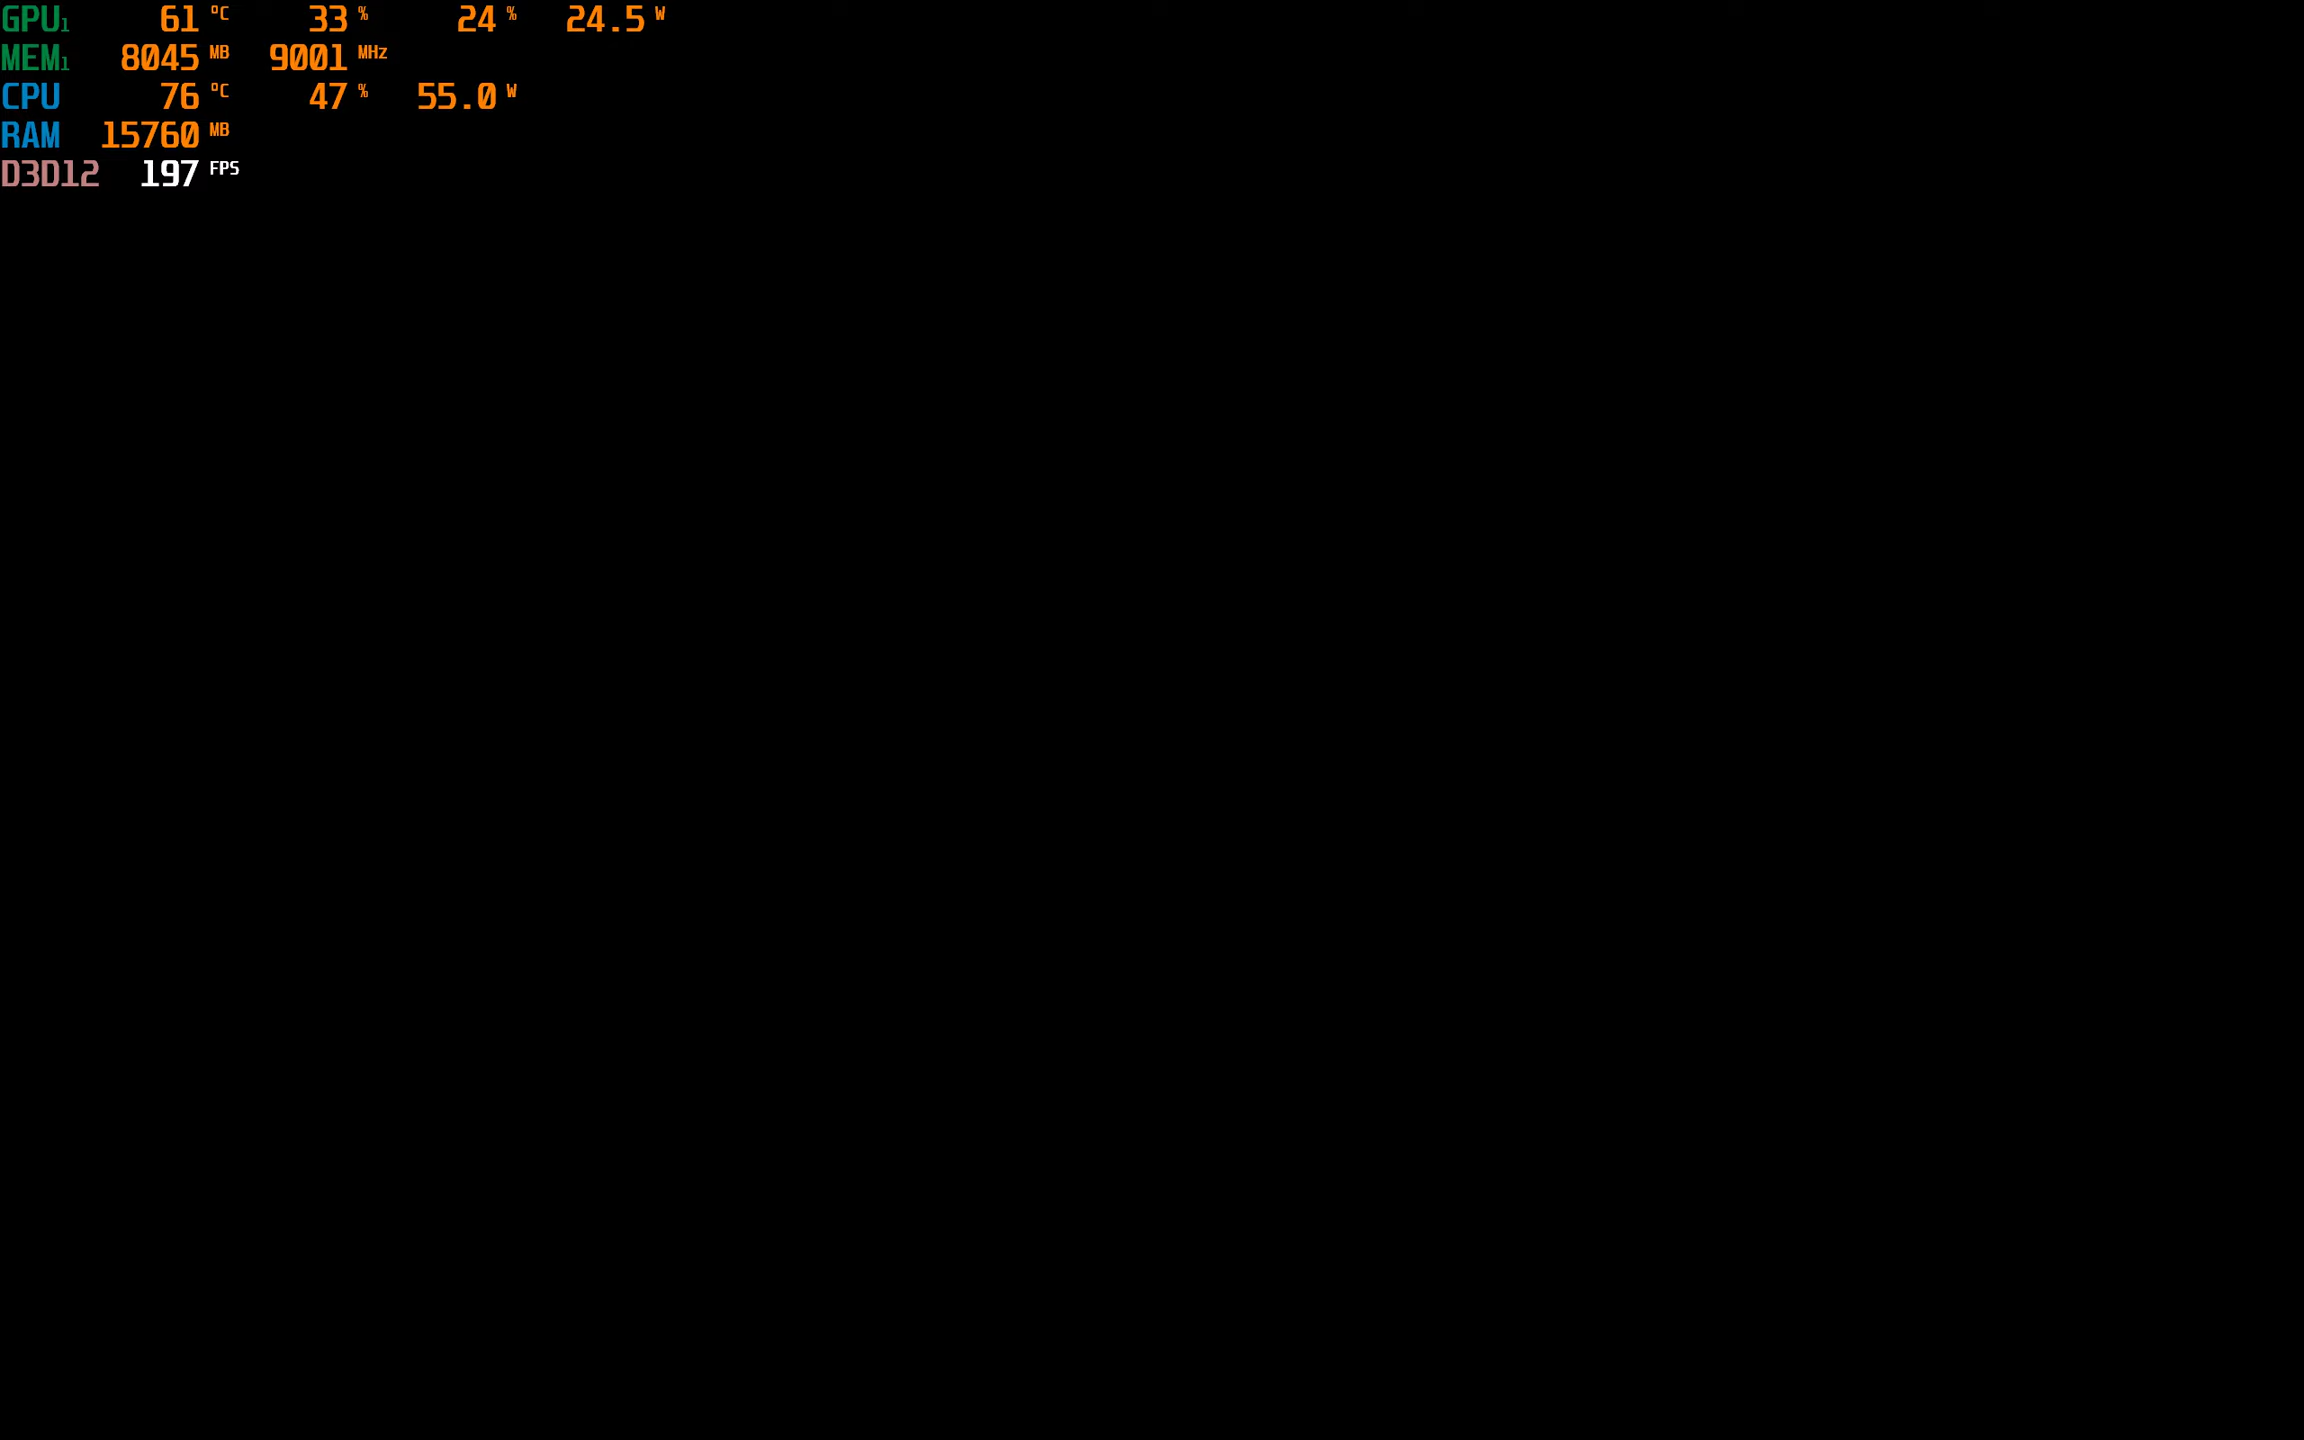 GPU1 61 °C 33 % 24 % 24.5 W
MEM1 8045 MB 9001 MHz
CPU 76 °C 47 % 55.0 W
RAM 15760 MB
D3D12 197 FPS